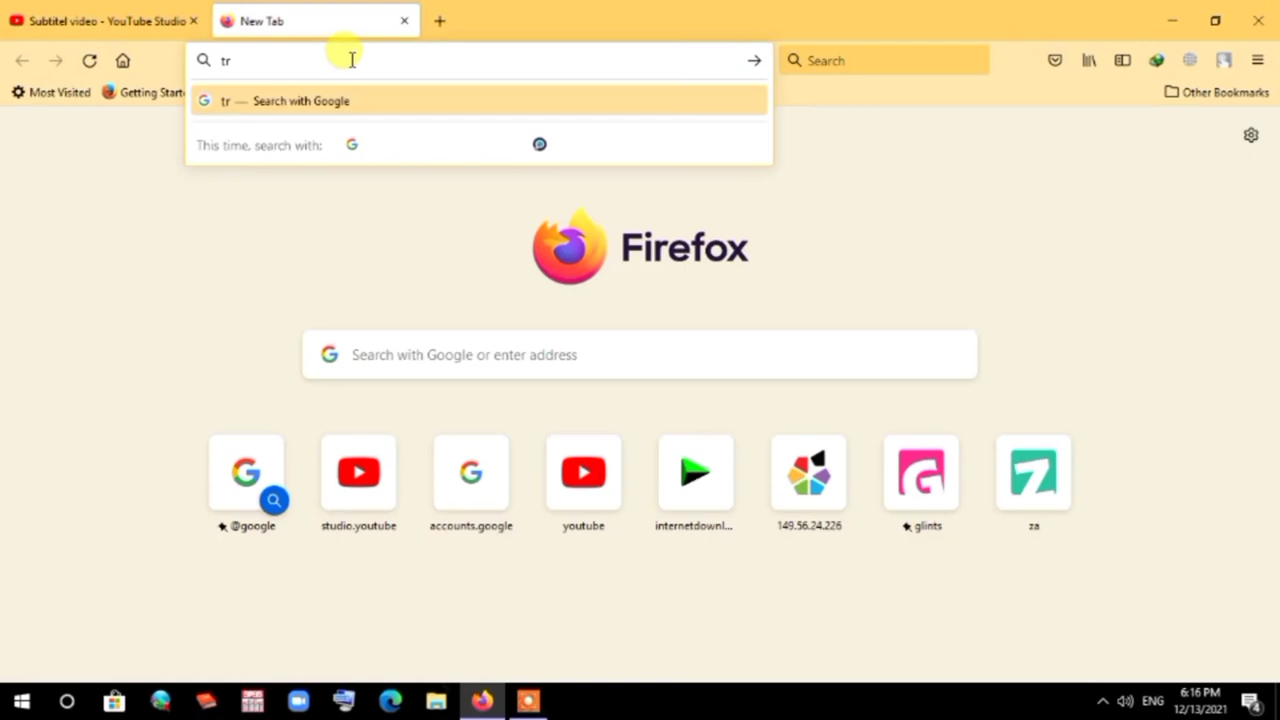 Subtitel video - YouTube Studio
New Tab
tr
Search
tr — Search with Google
This time, search with:
Most Visited
Getting Start
Other Bookmarks
Firefox
Search with Google or enter address
@google
studio.youtube
accounts.google
youtube
internetdownl...
149.56.24.226
glints
za
ENG
6:16 PM
12/13/2021
4